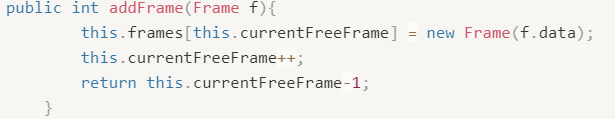 public int addFrame(Frame f){
        this.frames[this.currentFreeFrame] = new Frame(f.data);
        this.currentFreeFrame++;
        return this.currentFreeFrame-1;
    }